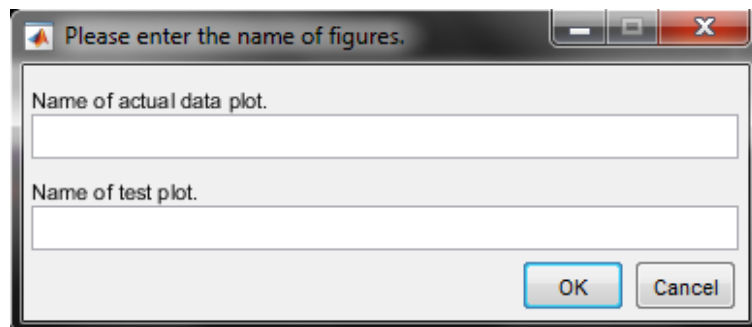 Please enter the name of figures.
Name of actual data plot.
Name of test plot.
OK Cancel